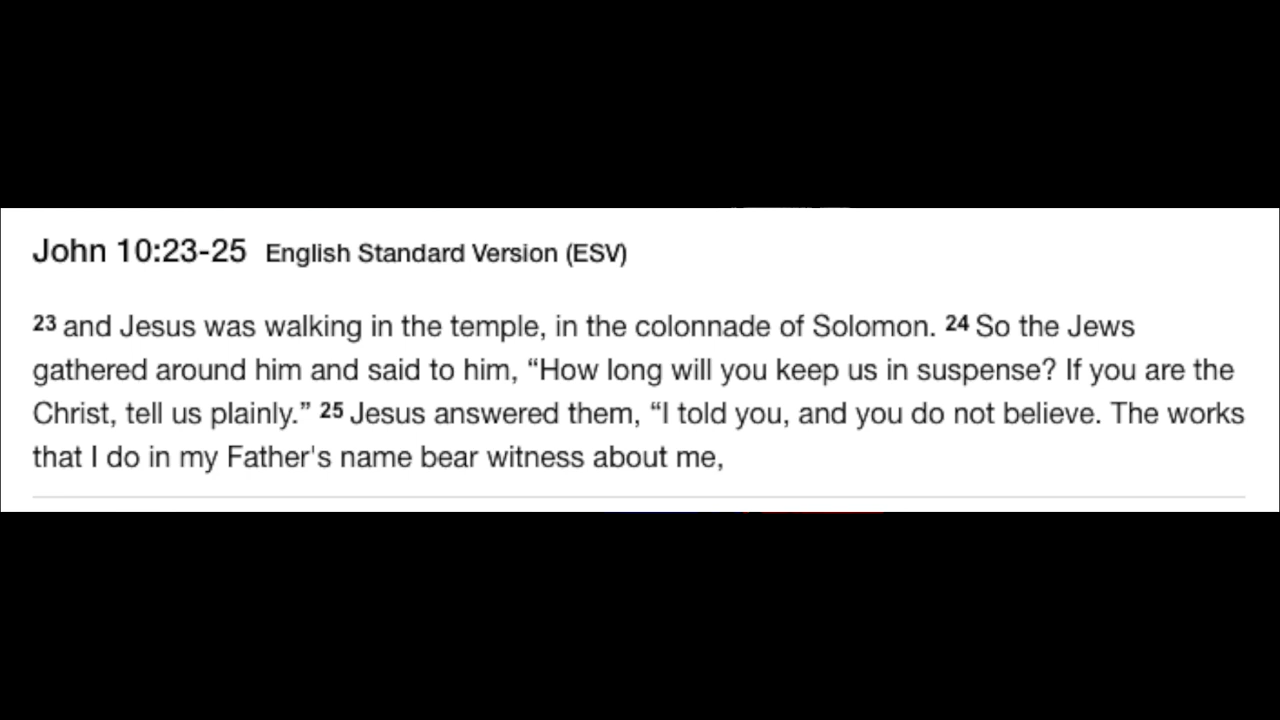 John 10:23-25 English Standard Version (ESV)
23 and Jesus was walking in the temple, in the colonnade of Solomon. 24 So the Jews
gathered around him and said to him, “How long will you keep us in suspense? If you are the
Christ, tell us plainly.” 25 Jesus answered them, “I told you, and you do not believe. The works
that I do in my Father's name bear witness about me,